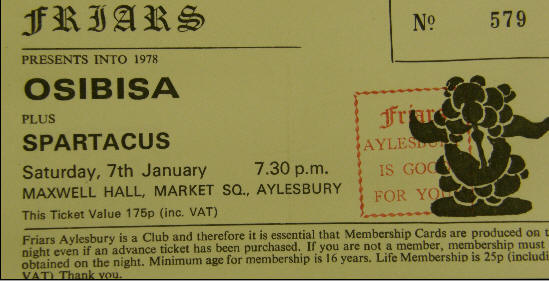 FRIARS
No 579
PRESENTS INTO 1978
OSIBISA
PLUS
SPARTACUS
Saturday, 7th January 7.30 p.m.
MAXWELL HALL, MARKET SQ., AYLESBURY
This Ticket Value 175p (inc. VAT)
Friars
AYLESBU
IS GOO
FOR YO
Friars Aylesbury is a Club and therefore it is essential that Membership Cards are produced on t
night even if an advance ticket has been purchased. If you are not a member, membership must
obtained on the night. Minimum age for membership is 16 years. Life Membership is 25p (includi
VAT) Thank you.